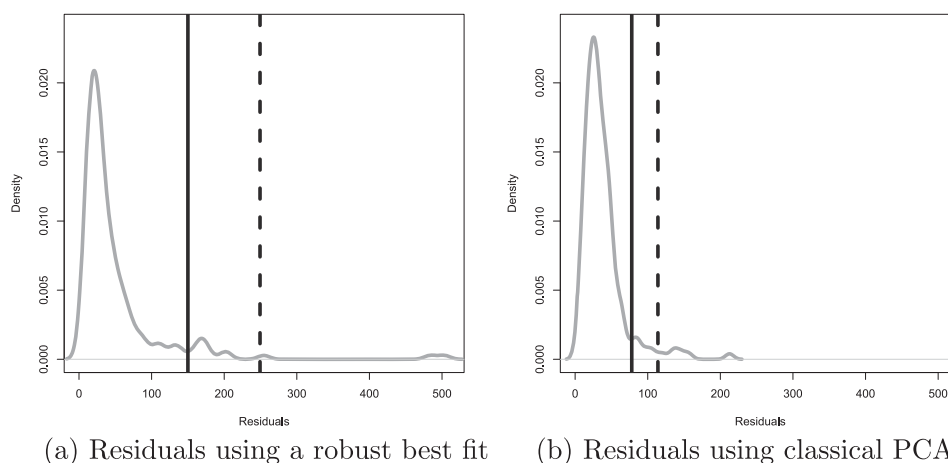 Density
0.000 0.005 0.010 0.015 0.020
0 100 200 300 400 500
Residuals
(a) Residuals using a robust best fit
Density
0.000 0.005 0.010 0.015 0.020
0 100 200 300 400 500
Residuals
(b) Residuals using classical PCA